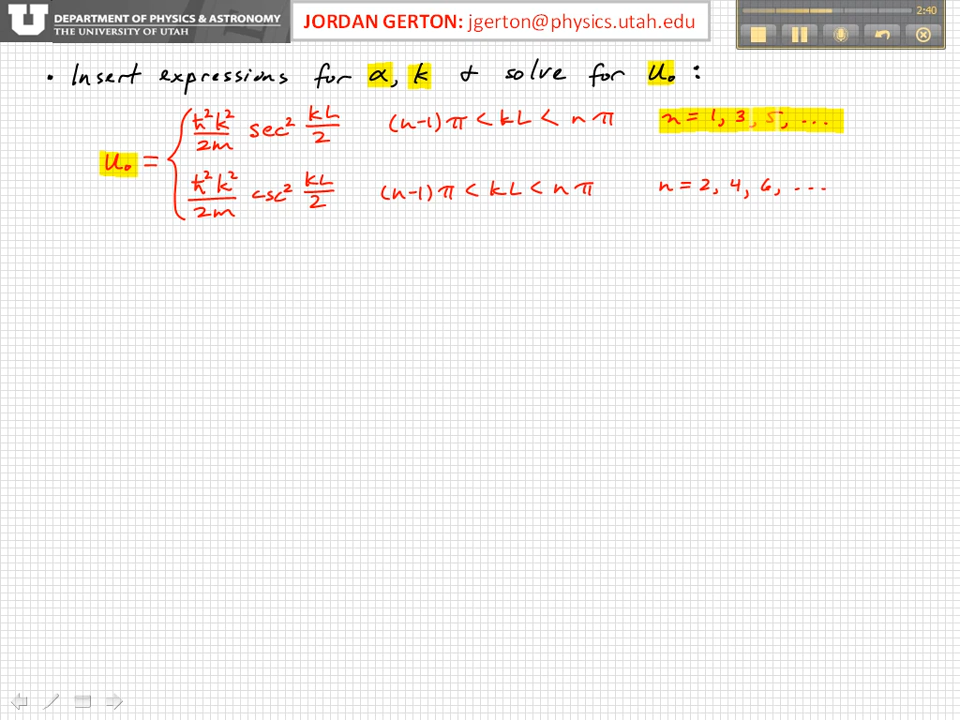 DEPARTMENT OF PHYSICS & ASTRONOMY
THE UNIVERSITY OF UTAH
JORDAN GERTON: jgerton@physics.utah.edu
2:40
• Insert expressions for α, k + solve for U₀ :
U₀ = { ħ²k²/2m sec² kL/2 (n-1)π < kL < nπ n = 1, 3, 5, ...
ħ²k²/2m csc² kL/2 (n-1)π < kL < nπ n = 2, 4, 6, ...